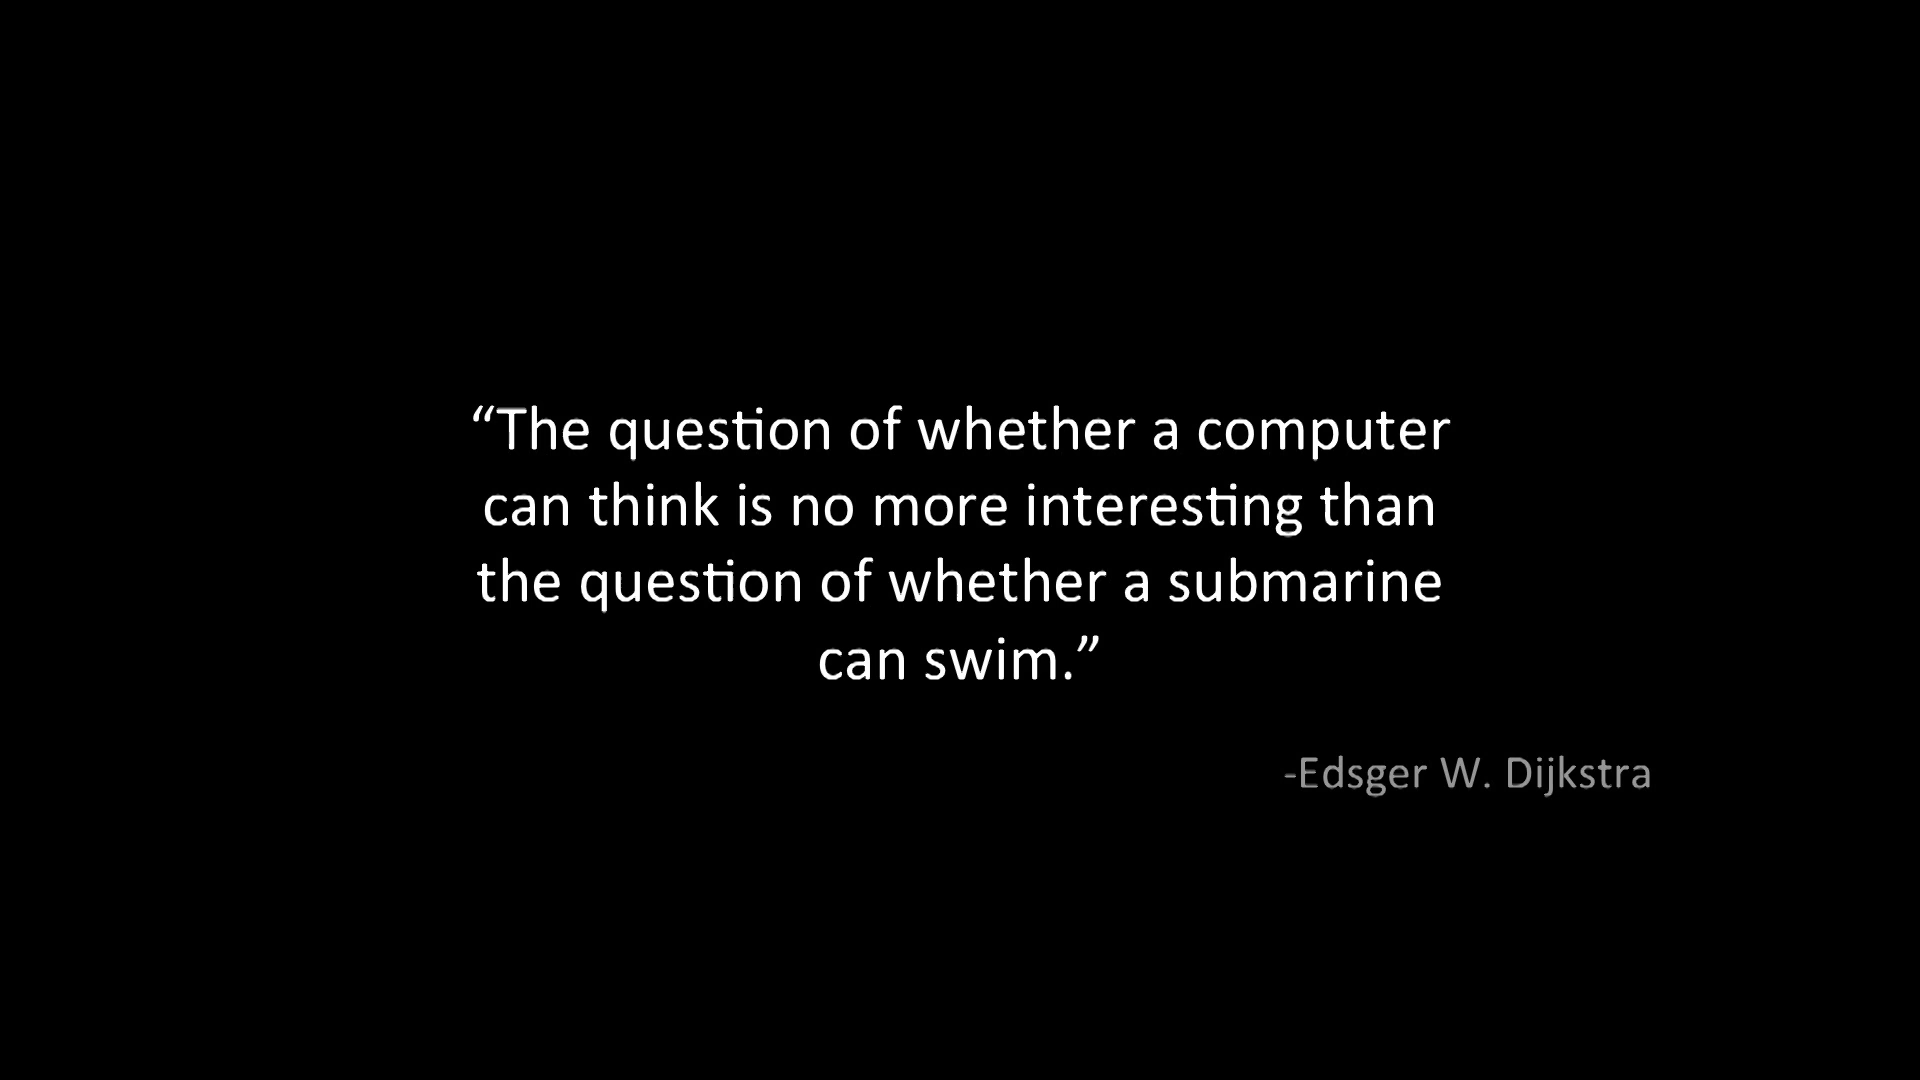 “The question of whether a computer
can think is no more interesting than
the question of whether a submarine
can swim.”
-Edsger W. Dijkstra